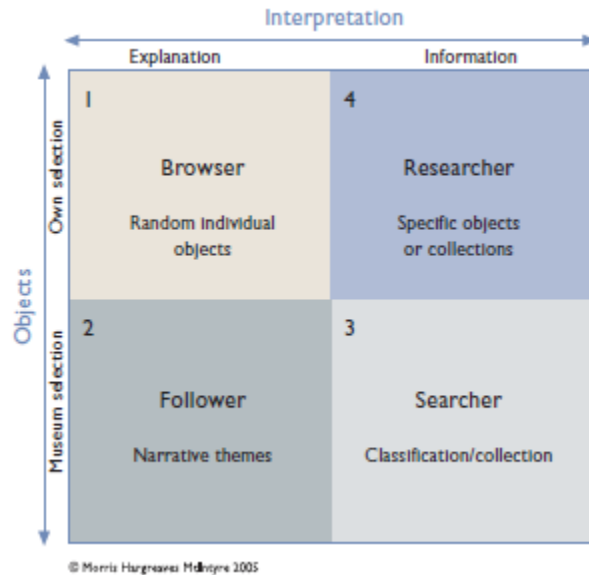 Interpretation
Explanation
Information
Objects
Own selection
Museum selection
1
Browser
Random individual
objects
4
Researcher
Specific objects
or collections
2
Follower
Narrative themes
3
Searcher
Classification/collection
© Morris Hargreaves McIntyre 2005